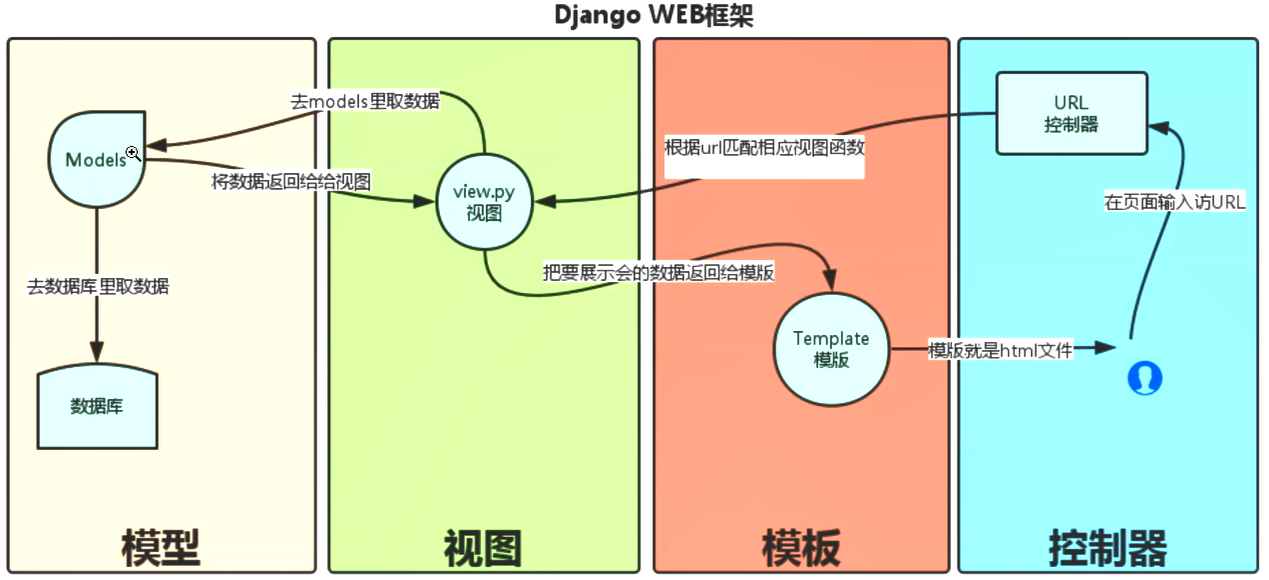 Django WEB框架
去models里取数据
Models
将数据返回给给视图
去数据库里取数据
数据库
模型
view.py
视图
把要展示会的数据返回给模版
视图
根据url匹配相应视图函数
Template
模版
模版就是html文件
模板
URL
控制器
在页面输入访URL
控制器